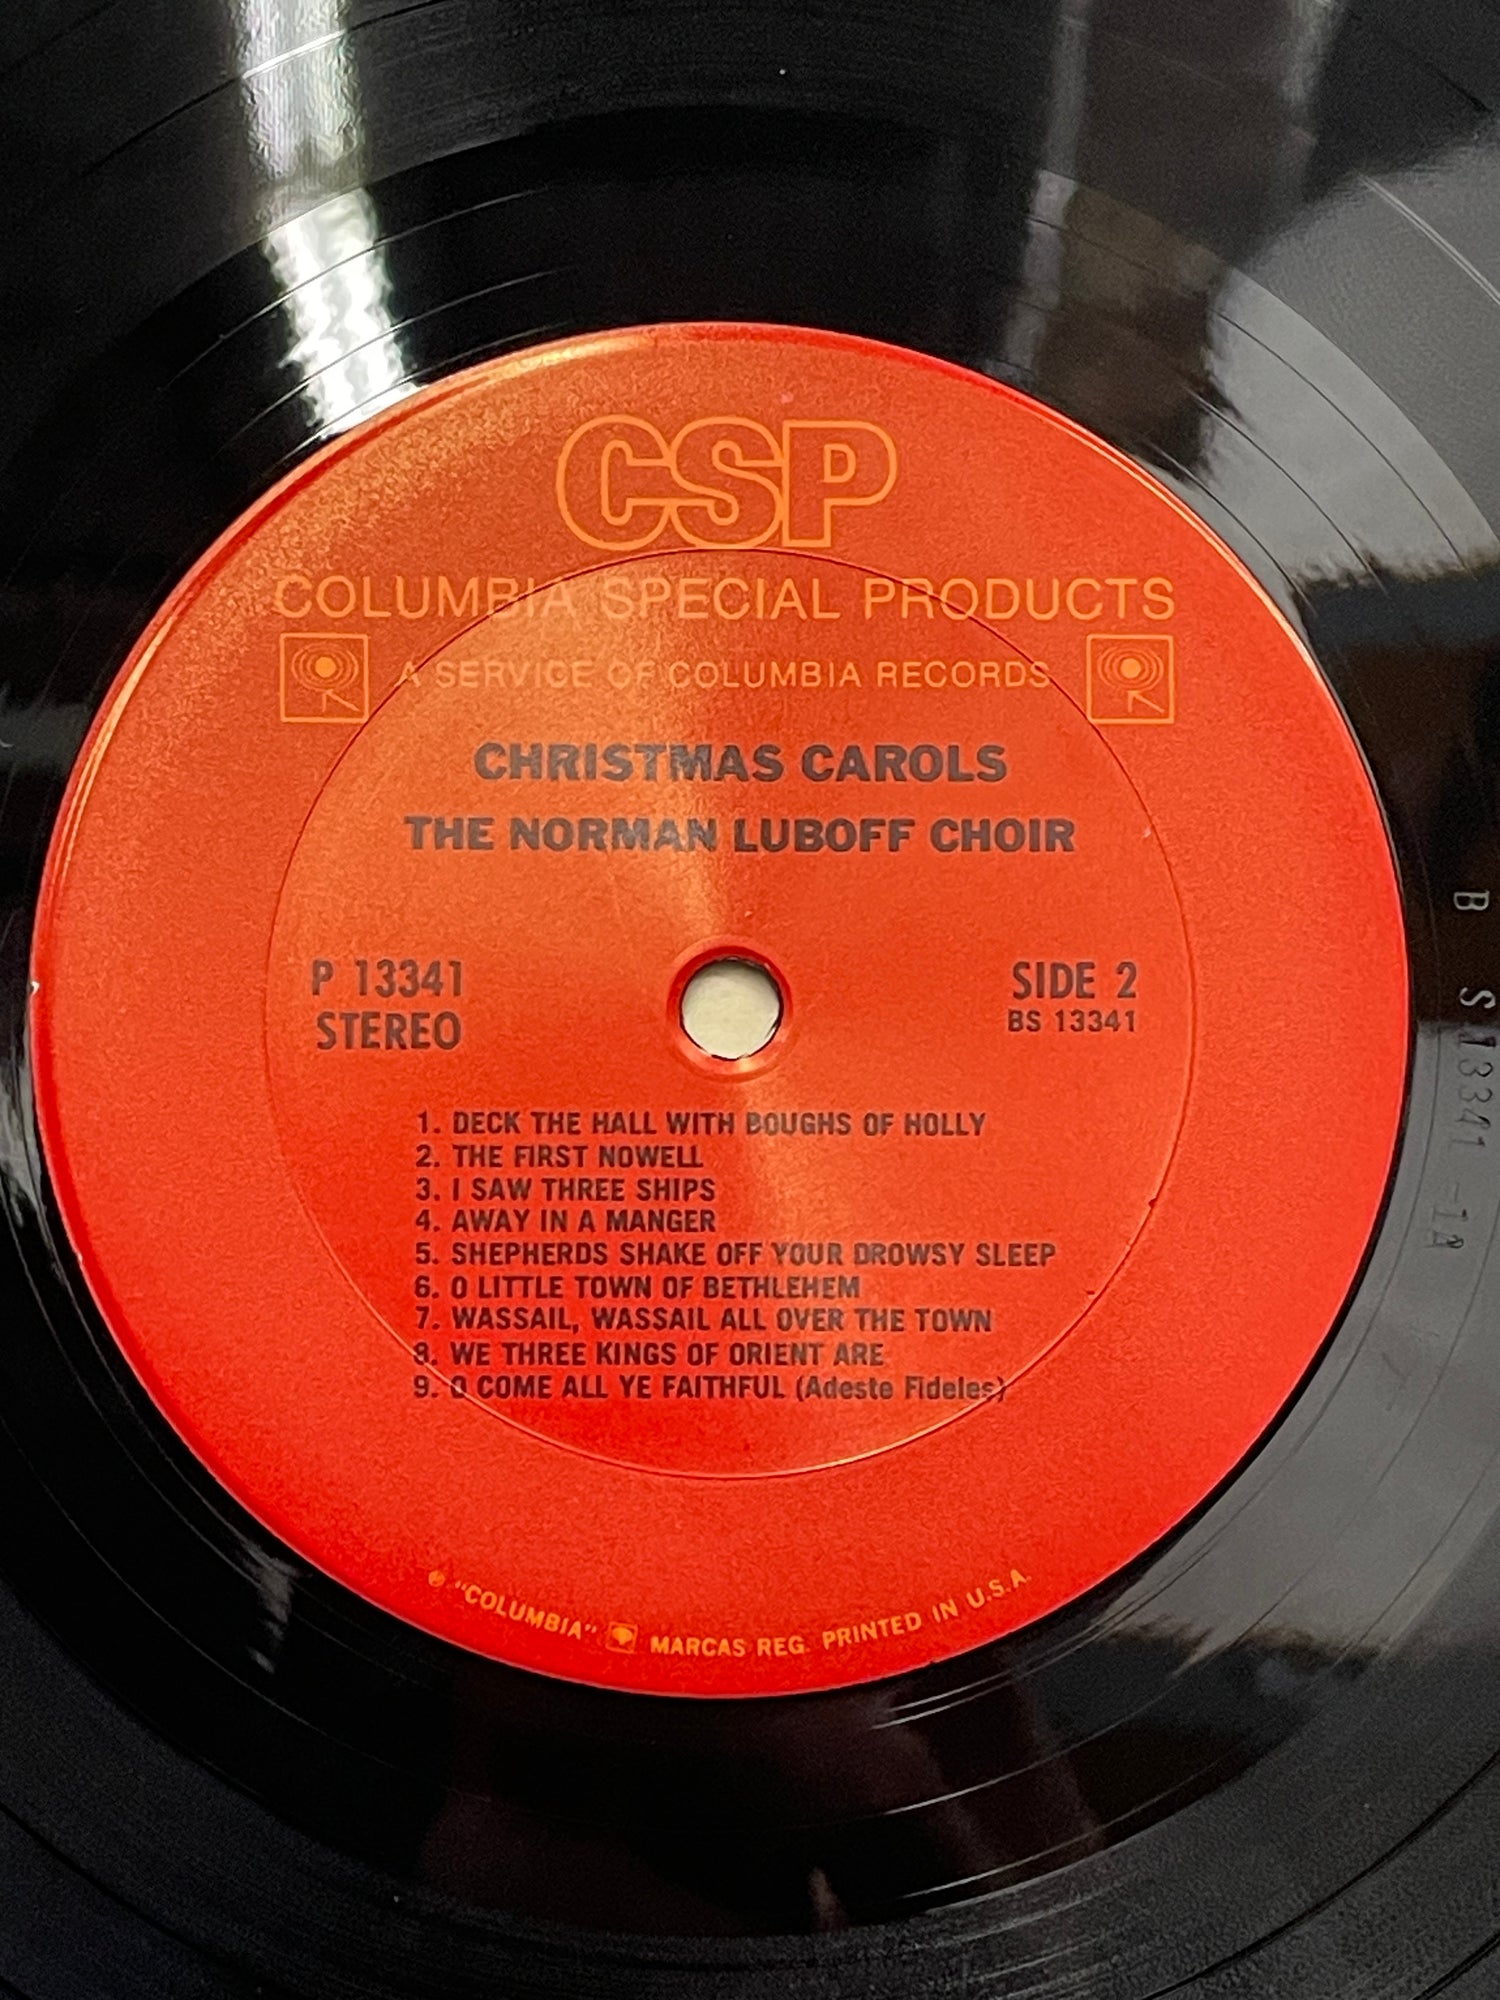 CSP
COLUMBIA SPECIAL PRODUCTS
A SERVICE OF COLUMBIA RECORDS
CHRISTMAS CAROLS
THE NORMAN LUBOFF CHOIR
P 13341
STEREO
SIDE 2
BS 13341
1. DECK THE HALL WITH BOUGHS OF HOLLY
2. THE FIRST NOWELL
3. I SAW THREE SHIPS
4. AWAY IN A MANGER
5. SHEPHERDS SHAKE OFF YOUR DROWSY SLEEP
6. O LITTLE TOWN OF BETHLEHEM
7. WASSAIL, WASSAIL ALL OVER THE TOWN
8. WE THREE KINGS OF ORIENT ARE
9. O COME ALL YE FAITHFUL (Adeste Fideles)
℗ "COLUMBIA" MARCAS REG. PRINTED IN U.S.A.
B S 13341 -1A